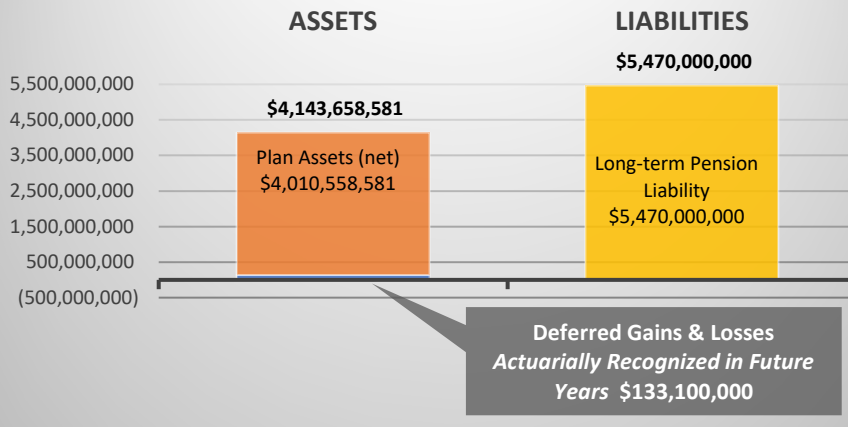 ASSETS
LIABILITIES
$5,470,000,000
5,500,000,000
4,500,000,000
3,500,000,000
2,500,000,000
1,500,000,000
500,000,000
(500,000,000)
$4,143,658,581
Plan Assets (net)
$4,010,558,581
Long-term Pension
Liability
$5,470,000,000
Deferred Gains & Losses
Actuarially Recognized in Future
Years $133,100,000